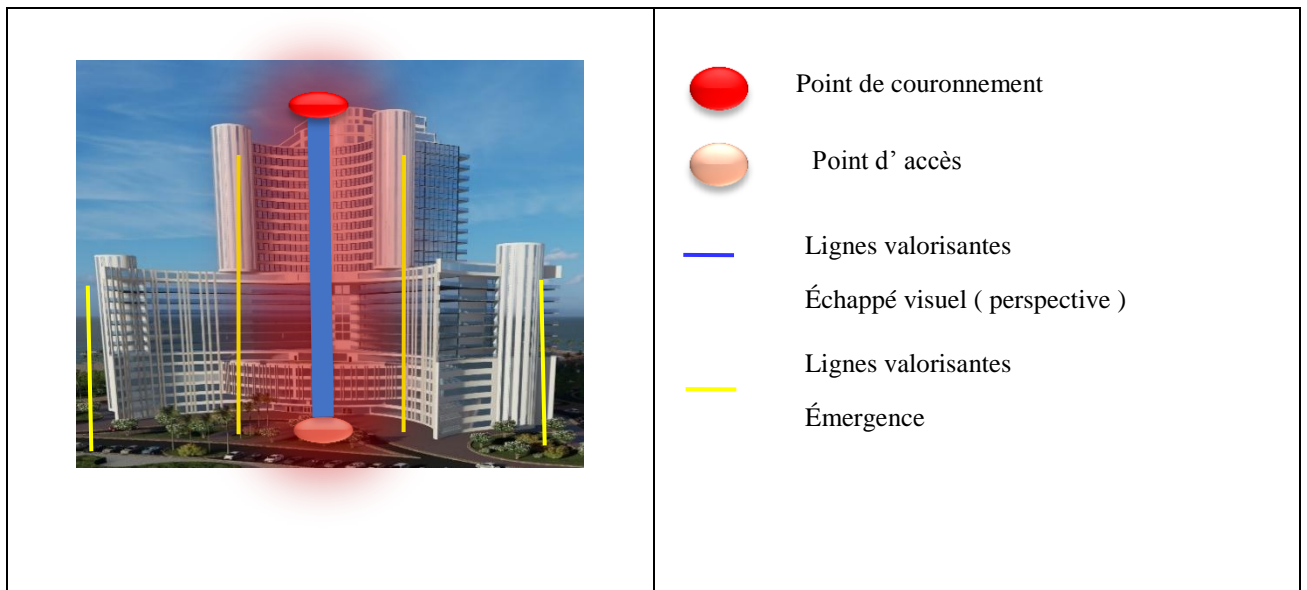 Point de couronnement
Point d’ accès
Lignes valorisantes
Échappé visuel ( perspective )
Lignes valorisantes
Émergence